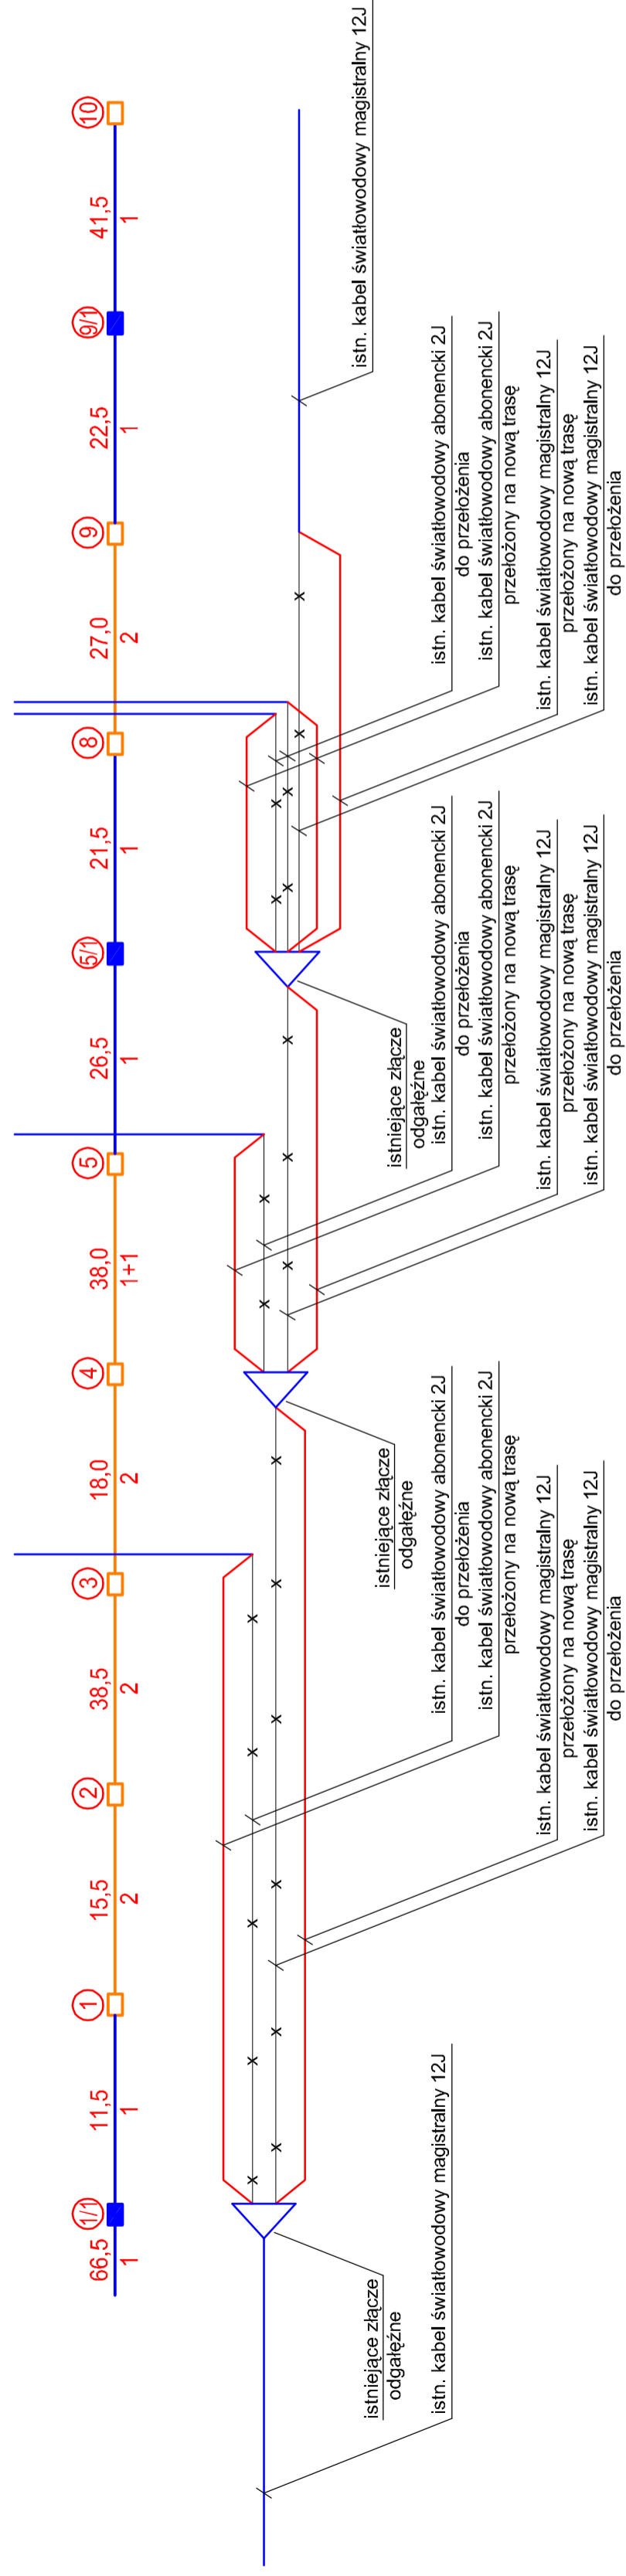 1/1
1
2
3
4
5
5/1
8
9
9/1
10
66,5
1
11,5
1
15,5
2
38,5
2
18,0
2
38,0
1+1
26,5
1
21,5
1
27,0
2
22,5
1
41,5
1
istniejące złącze
odgałęźne
istn. kabel światłowodowy magistralny 12J
istniejące złącze
odgałęźne
istn. kabel światłowodowy abonencki 2J
do przełożenia
istn. kabel światłowodowy abonencki 2J
przełożony na nową trasę
istn. kabel światłowodowy magistralny 12J
przełożony na nową trasę
istn. kabel światłowodowy magistralny 12J
do przełożenia
istniejące złącze
odgałęźne
istn. kabel światłowodowy abonencki 2J
do przełożenia
istn. kabel światłowodowy abonencki 2J
przełożony na nową trasę
istn. kabel światłowodowy magistralny 12J
przełożony na nową trasę
istn. kabel światłowodowy magistralny 12J
do przełożenia
istn. kabel światłowodowy magistralny 12J
istn. kabel światłowodowy abonencki 2J
do przełożenia
istn. kabel światłowodowy abonencki 2J
przełożony na nową trasę
istn. kabel światłowodowy magistralny 12J
przełożony na nową trasę
istn. kabel światłowodowy magistralny 12J
do przełożenia